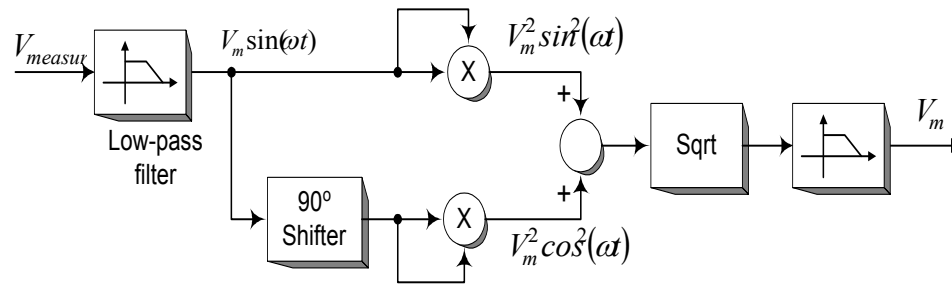 V_measur
Low-pass
filter
V_m sin(ωt)
X
V_m^2 sin^2(ωt)
+
90º
Shifter
X
+
V_m^2 cos^2(ωt)
Sqrt
V_m